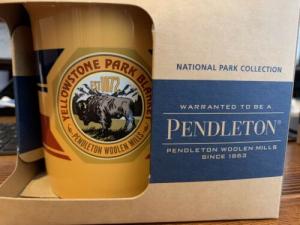 YELLOWSTONE PARK BLANKET
EST 1872
PENDLETON WOOLEN MILLS
NATIONAL PARK COLLECTION
WARRANTED TO BE A
PENDLETON®
PENDLETON WOOLEN MILLS
SINCE 1863